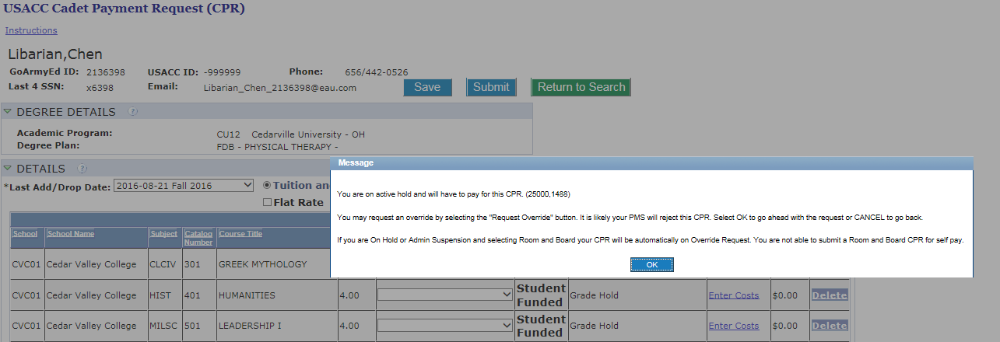 USACC Cadet Payment Request (CPR)
Instructions
Libarian,Chen
GoArmyEd ID: 2136398 USACC ID: -999999 Phone: 656/442-0526
Last 4 SSN: x6398 Email: Libarian_Chen_2136398@eau.com Save Submit Return to Search
DEGREE DETAILS ?
Academic Program: CU12 Cedarville University - OH
Degree Plan: FDB - PHYSICAL THERAPY -
DETAILS ?
*Last Add/Drop Date: 2016-08-21 Fall 2016 Tuition an
Flat Rate
Message
You are on active hold and will have to pay for this CPR. (25000,1488)
You may request an override by selecting the "Request Override" button. It is likely your PMS will reject this CPR. Select OK to go ahead with the request or CANCEL to go back.
If you are On Hold or Admin Suspension and selecting Room and Board your CPR will be automatically on Override Request. You are not able to submit a Room and Board CPR for self pay.
OK
School School Name Subject Catalog Number Course Title
CVC01 Cedar Valley College CLCIV 301 GREEK MYTHOLOGY
CVC01 Cedar Valley College HIST 401 HUMANITIES 4.00 Student Funded Grade Hold Enter Costs $0.00 Delete
CVC01 Cedar Valley College MILSC 501 LEADERSHIP I 4.00 Student Funded Grade Hold Enter Costs $0.00 Delete